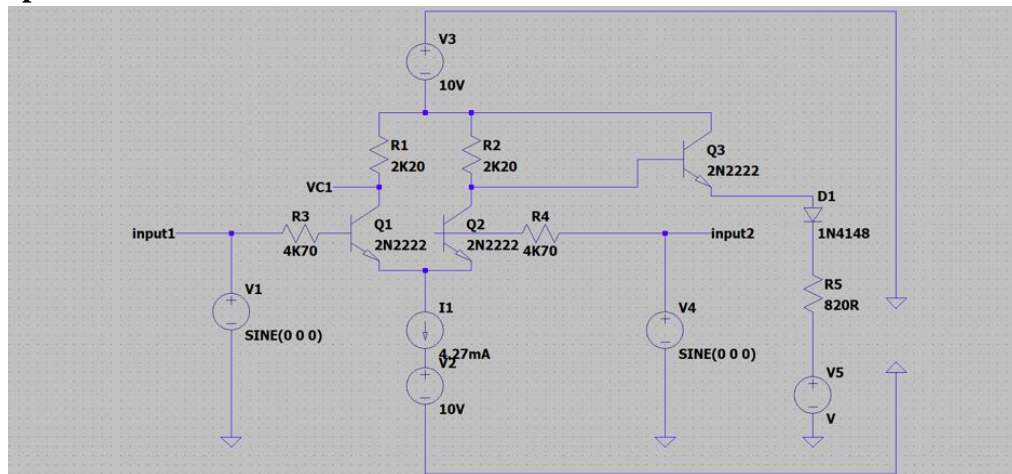 V3
10V
R1
2K20
R2
2K20
Q3
2N2222
VC1
D1
1N4148
input1
R3
4K70
Q1
2N2222
Q2
2N2222
R4
4K70
input2
R5
820R
V1
SINE(0 0 0)
I1
4.27mA
V4
SINE(0 0 0)
V2
10V
V5
V